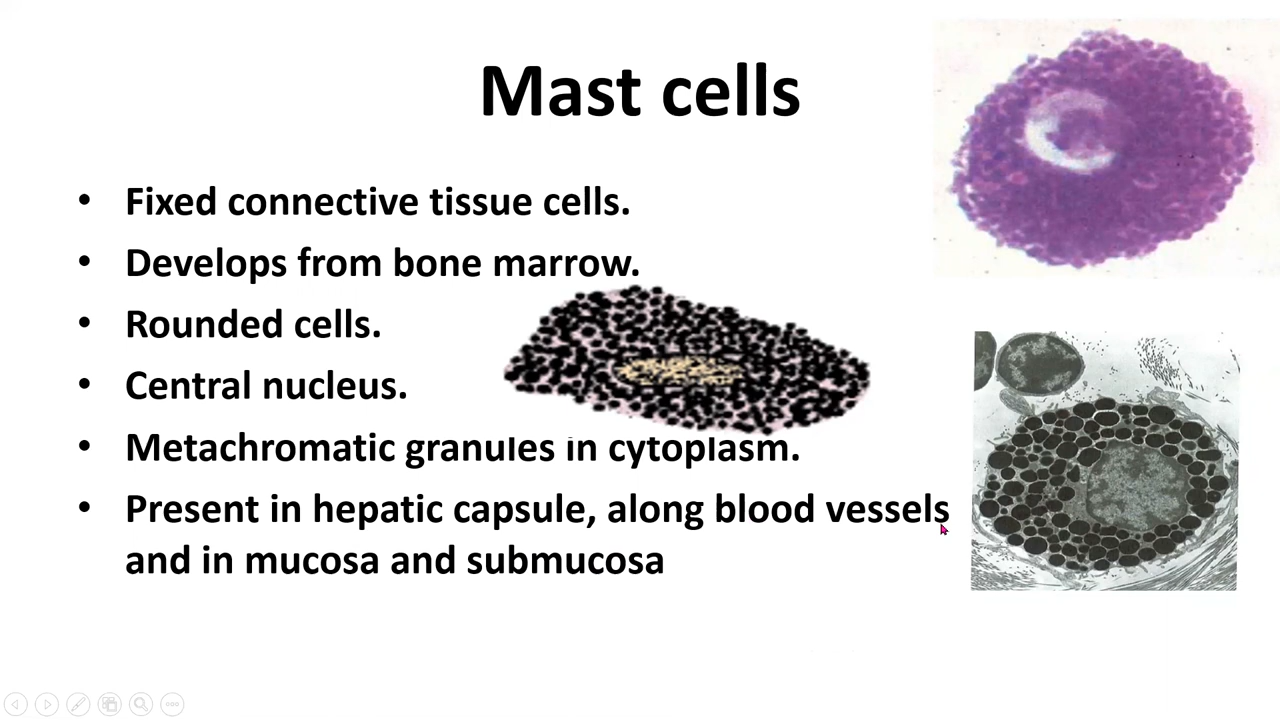 Mast cells
• Fixed connective tissue cells.
• Develops from bone marrow.
• Rounded cells.
• Central nucleus.
• Metachromatic granules in cytoplasm.
• Present in hepatic capsule, along blood vessels
and in mucosa and submucosa